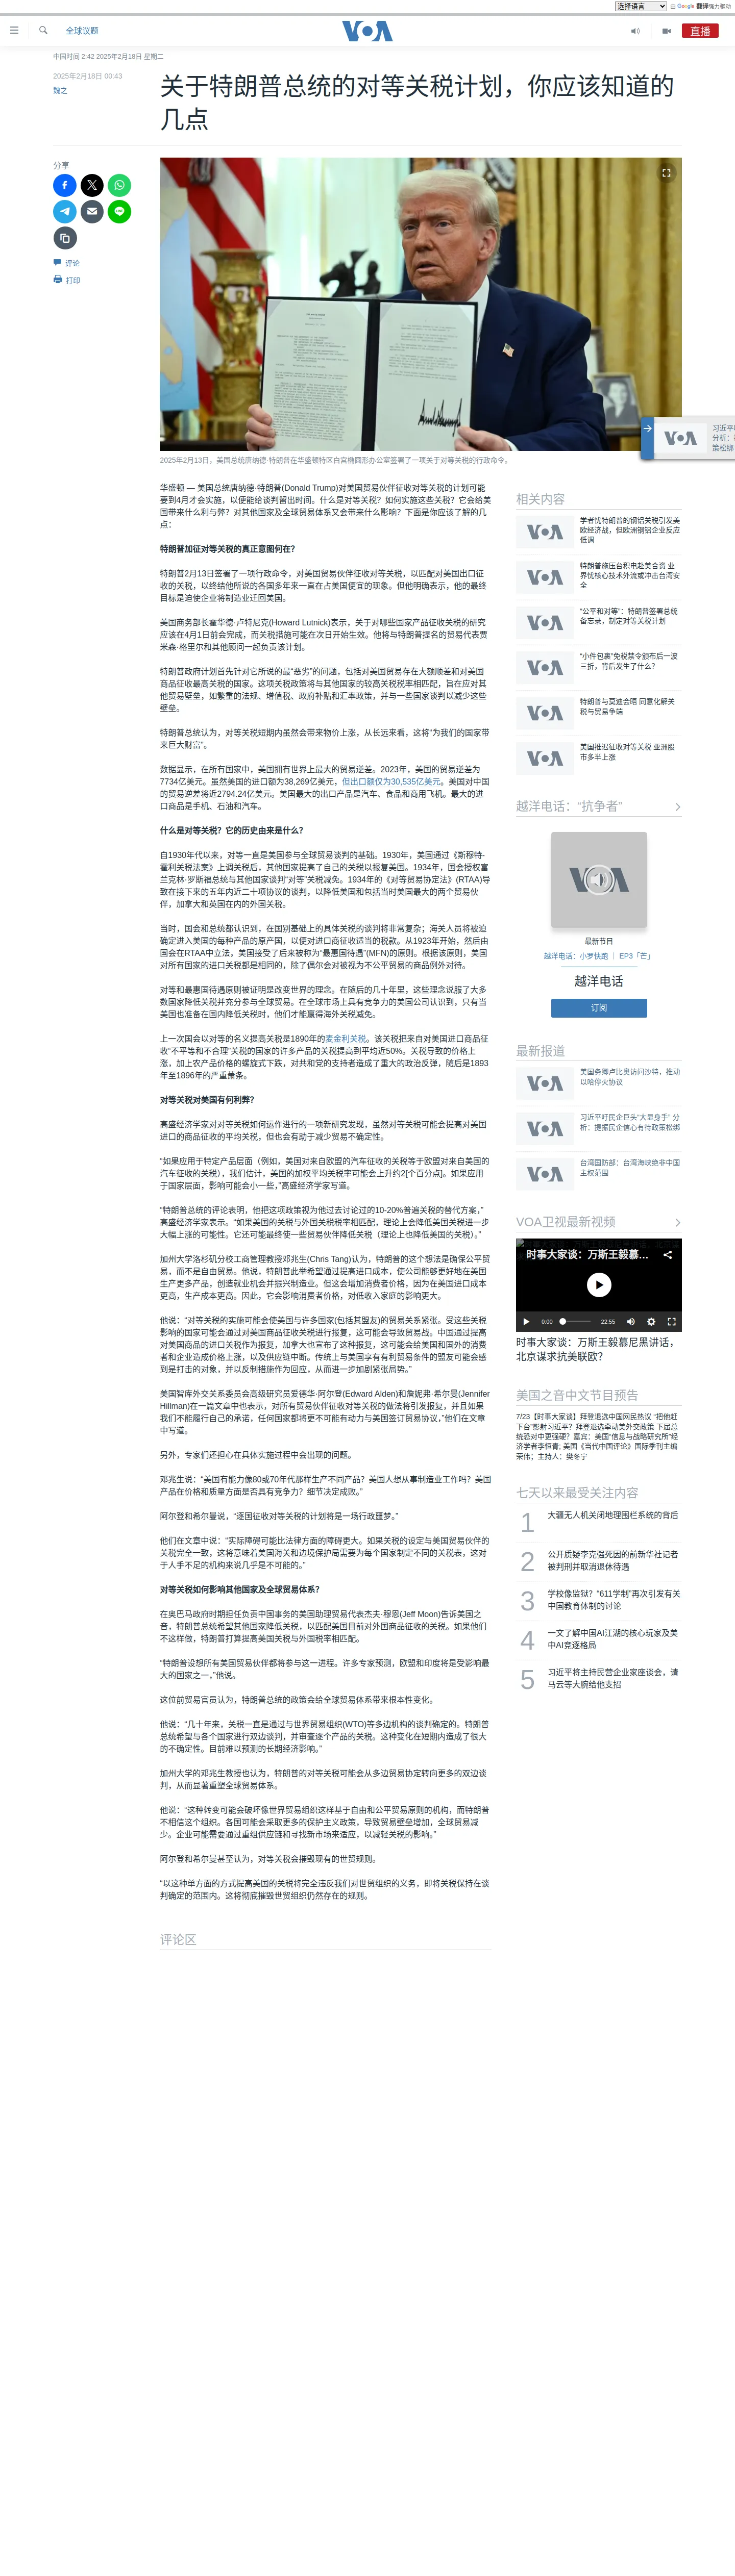 选择语言
由 Google 翻译强力驱动
全球议题
VOA
直播
中国时间 2:42 2025年2月18日 星期二
2025年2月18日 00:43
魏之
关于特朗普总统的对等关税计划，你应该知道的
几点
分享
评论
打印
2025年2月13日，美国总统唐纳德·特朗普在华盛顿特区白宫椭圆形办公室签署了一项关于对等关税的行政命令。
华盛顿 — 美国总统唐纳德·特朗普(Donald Trump)对美国贸易伙伴征收对等关税的计划可能
要到4月才会实施，以便能给谈判留出时间。什么是对等关税？如何实施这些关税？它会给美
国带来什么利与弊？对其他国家及全球贸易体系又会带来什么影响？下面是你应该了解的几
点：
特朗普加征对等关税的真正意图何在？
特朗普2月13日签署了一项行政命令，对美国贸易伙伴征收对等关税，以匹配对美国出口征
收的关税，以终结他所说的各国多年来一直在占美国便宜的现象。但他明确表示，他的最终
目标是迫使企业将制造业迁回美国。
美国商务部长霍华德·卢特尼克(Howard Lutnick)表示，关于对哪些国家产品征收关税的研究
应该在4月1日前会完成，而关税措施可能在次日开始生效。他将与特朗普提名的贸易代表贾
米森·格里尔和其他顾问一起负责该计划。
特朗普政府计划首先针对它所说的最“恶劣”的问题，包括对美国贸易存在大额顺差和对美国
商品征收最高关税的国家。这项关税政策将与其他国家的较高关税税率相匹配，旨在应对其
他贸易壁垒，如繁重的法规、增值税、政府补贴和汇率政策，并与一些国家谈判以减少这些
壁垒。
特朗普总统认为，对等关税短期内虽然会带来物价上涨，从长远来看，这将“为我们的国家带
来巨大财富”。
数据显示，在所有国家中，美国拥有世界上最大的贸易逆差。2023年，美国的贸易逆差为
7734亿美元。虽然美国的进口额为38,269亿美元，但出口额仅为30,535亿美元。美国对中国
的贸易逆差将近2794.24亿美元。美国最大的出口产品是汽车、食品和商用飞机。最大的进
口商品是手机、石油和汽车。
什么是对等关税？它的历史由来是什么？
自1930年代以来，对等一直是美国参与全球贸易谈判的基础。1930年，美国通过《斯穆特-
霍利关税法案》上调关税后，其他国家提高了自己的关税以报复美国。1934年，国会授权富
兰克林·罗斯福总统与其他国家谈判“对等”关税减免。1934年的《对等贸易协定法》(RTAA)导
致在接下来的五年内近二十项协议的谈判，以降低美国和包括当时美国最大的两个贸易伙
伴，加拿大和英国在内的外国关税。
当时，国会和总统都认识到，在国别基础上的具体关税的谈判将非常复杂；海关人员将被迫
确定进入美国的每种产品的原产国，以便对进口商征收适当的税款。从1923年开始，然后由
国会在RTAA中立法，美国接受了后来被称为“最惠国待遇”(MFN)的原则。根据该原则，美国
对所有国家的进口关税都是相同的，除了偶尔会对被视为不公平贸易的商品例外对待。
对等和最惠国待遇原则被证明是改变世界的理念。在随后的几十年里，这些理念说服了大多
数国家降低关税并充分参与全球贸易。在全球市场上具有竞争力的美国公司认识到，只有当
美国也准备在国内降低关税时，他们才能赢得海外关税减免。
上一次国会以对等的名义提高关税是1890年的麦金利关税。该关税把来自对美国进口商品征
收“不平等和不合理”关税的国家的许多产品的关税提高到平均近50%。关税导致的价格上
涨，加上农产品价格的螺旋式下跌，对共和党的支持者造成了重大的政治反弹，随后是1893
年至1896年的严重萧条。
对等关税对美国有何利弊？
高盛经济学家对对等关税如何运作进行的一项新研究发现，虽然对等关税可能会提高对美国
进口的商品征收的平均关税，但也会有助于减少贸易不确定性。
“如果应用于特定产品层面（例如，美国对来自欧盟的汽车征收的关税等于欧盟对来自美国的
汽车征收的关税），我们估计，美国的加权平均关税率可能会上升约2[个百分点]。如果应用
于国家层面，影响可能会小一些，”高盛经济学家写道。
“特朗普总统的评论表明，他把这项政策视为他过去讨论过的10-20%普遍关税的替代方案，”
高盛经济学家表示。“如果美国的关税与外国关税税率相匹配，理论上会降低美国关税进一步
大幅上涨的可能性。它还可能最终使一些贸易伙伴降低关税（理论上也降低美国的关税）。”
加州大学洛杉矶分校工商管理教授邓兆生(Chris Tang)认为，特朗普的这个想法是确保公平贸
易，而不是自由贸易。他说，特朗普此举希望通过提高进口成本，使公司能够更好地在美国
生产更多产品，创造就业机会并振兴制造业。但这会增加消费者价格，因为在美国进口成本
更高，生产成本更高。因此，它会影响消费者价格，对低收入家庭的影响更大。
他说：“对等关税的实施可能会使美国与许多国家(包括其盟友)的贸易关系紧张。受这些关税
影响的国家可能会通过对美国商品征收关税进行报复，这可能会导致贸易战。中国通过提高
对美国商品的进口关税作为报复，加拿大也宣布了这种报复，这可能会给美国和国外的消费
者和企业造成价格上涨，以及供应链中断。传统上与美国享有有利贸易条件的盟友可能会感
到是打击的对象，并以反制措施作为回应，从而进一步加剧紧张局势。”
美国智库外交关系委员会高级研究员爱德华·阿尔登(Edward Alden)和詹妮弗·希尔曼(Jennifer
Hillman)在一篇文章中也表示，对所有贸易伙伴征收对等关税的做法将引发报复，并且如果
我们不能履行自己的承诺，任何国家都将更不可能有动力与美国签订贸易协议，”他们在文章
中写道。
另外，专家们还担心在具体实施过程中会出现的问题。
邓兆生说：“美国有能力像80或70年代那样生产不同产品？美国人想从事制造业工作吗？美国
产品在价格和质量方面是否具有竞争力？细节决定成败。”
阿尔登和希尔曼说，“逐国征收对等关税的计划将是一场行政噩梦。”
他们在文章中说：“实际障碍可能比法律方面的障碍更大。如果关税的设定与美国贸易伙伴的
关税完全一致，这将意味着美国海关和边境保护局需要为每个国家制定不同的关税表，这对
于人手不足的机构来说几乎是不可能的。”
对等关税如何影响其他国家及全球贸易体系？
在奥巴马政府时期担任负责中国事务的美国助理贸易代表杰夫·穆恩(Jeff Moon)告诉美国之
音，特朗普总统希望其他国家降低关税，以匹配美国目前对外国商品征收的关税。如果他们
不这样做，特朗普打算提高美国关税与外国税率相匹配。
“特朗普设想所有美国贸易伙伴都将参与这一进程。许多专家预测，欧盟和印度将是受影响最
大的国家之一，”他说。
这位前贸易官员认为，特朗普总统的政策会给全球贸易体系带来根本性变化。
他说：“几十年来，关税一直是通过与世界贸易组织(WTO)等多边机构的谈判确定的。特朗普
总统希望与各个国家进行双边谈判，并审查逐个产品的关税。这种变化在短期内造成了很大
的不确定性。目前难以预测的长期经济影响。”
加州大学的邓兆生教授也认为，特朗普的对等关税可能会从多边贸易协定转向更多的双边谈
判，从而显著重塑全球贸易体系。
他说：“这种转变可能会破坏像世界贸易组织这样基于自由和公平贸易原则的机构，而特朗普
不相信这个组织。各国可能会采取更多的保护主义政策，导致贸易壁垒增加，全球贸易减
少。企业可能需要通过重组供应链和寻找新市场来适应，以减轻关税的影响。”
阿尔登和希尔曼甚至认为，对等关税会摧毁现有的世贸规则。
“以这种单方面的方式提高美国的关税将完全违反我们对世贸组织的义务，即将关税保持在谈
判确定的范围内。这将彻底摧毁世贸组织仍然存在的规则。
评论区
相关内容
学者忧特朗普的钢铝关税引发美
欧经济战，但欧洲钢铝企业反应
低调
特朗普施压台积电赴美合资 业
界忧核心技术外流或冲击台湾安
全
“公平和对等”：特朗普签署总统
备忘录，制定对等关税计划
“小件包裹”免税禁令颁布后一波
三折，背后发生了什么？
特朗普与莫迪会晤 同意化解关
税与贸易争端
美国推迟征收对等关税 亚洲股
市多半上涨
越洋电话：“抗争者”
最新节目
越洋电话：小罗快跑 ｜ EP3「芒」
越洋电话
订阅
最新报道
美国务卿卢比奥访问沙特，推动
以哈停火协议
习近平吁民企巨头“大显身手” 分
析：提振民企信心有待政策松绑
台湾国防部：台湾海峡绝非中国
主权范围
VOA卫视最新视频
时事大家谈：万斯王毅慕…
0:00
22:55
时事大家谈：万斯王毅慕尼黑讲话，
北京谋求抗美联欧？
美国之音中文节目预告
7/23【时事大家谈】拜登退选中国网民热议 “把他赶
下台”影射习近平？拜登退选牵动美外交政策 下届总
统恐对中更强硬？嘉宾：美国“信息与战略研究所”经
济学者李恒青; 美国《当代中国评论》国际季刊主编
荣伟；主持人：樊冬宁
七天以来最受关注内容
1 大疆无人机关闭地理围栏系统的背后
2 公开质疑李克强死因的前新华社记者
被判刑并取消退休待遇
3 学校像监狱？“611学制”再次引发有关
中国教育体制的讨论
4 一文了解中国AI江湖的核心玩家及美
中AI竞逐格局
5 习近平将主持民营企业家座谈会，请
马云等大腕给他支招